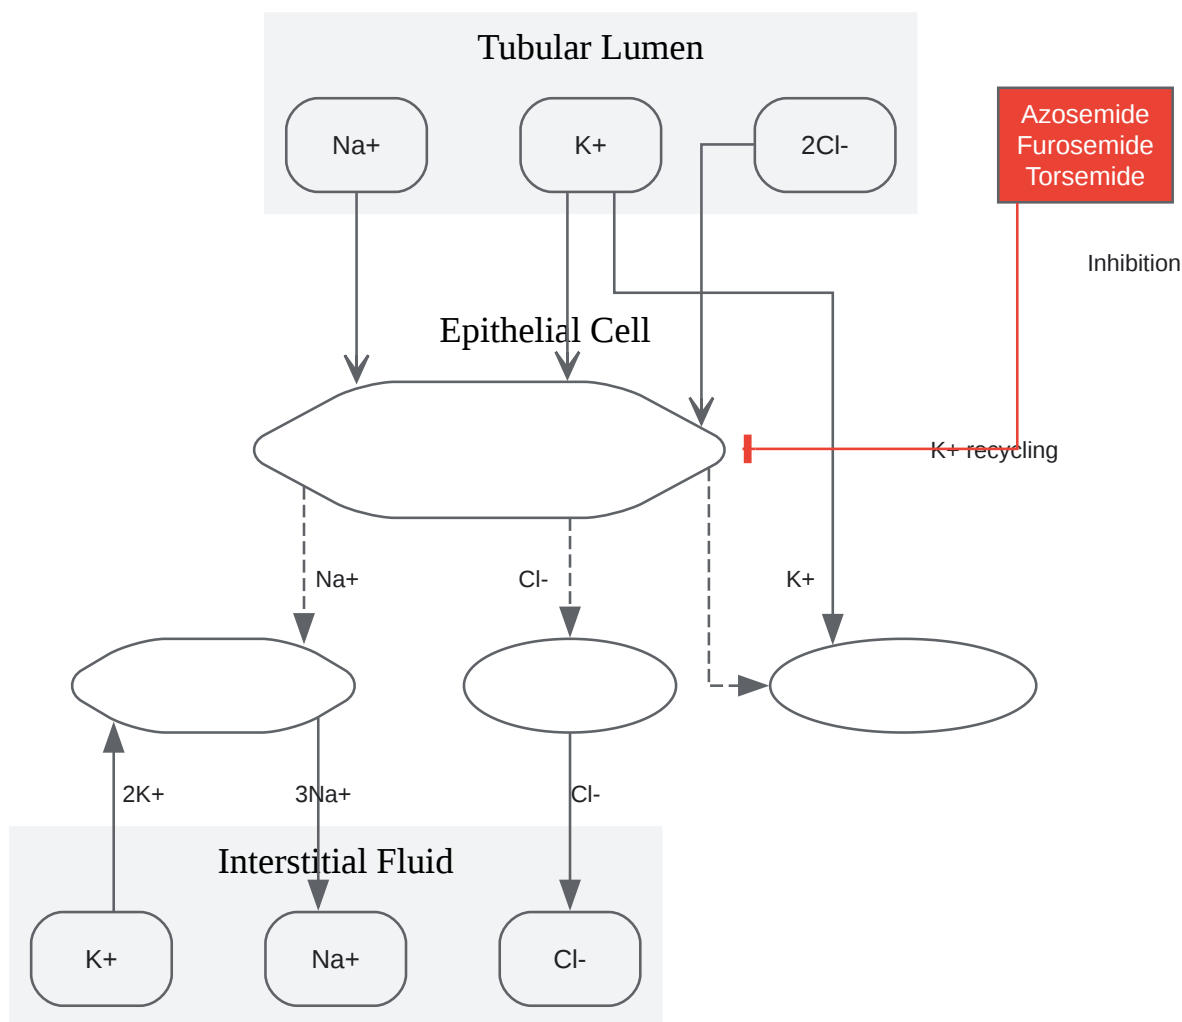 Tubular Lumen
Na+
K+
2Cl-
Azosemide
Furosemide
Torsemide
Inhibition
Epithelial Cell
K+ recycling
Na+
Cl-
K+
2K+
3Na+
Cl-
Interstitial Fluid
K+
Na+
Cl-